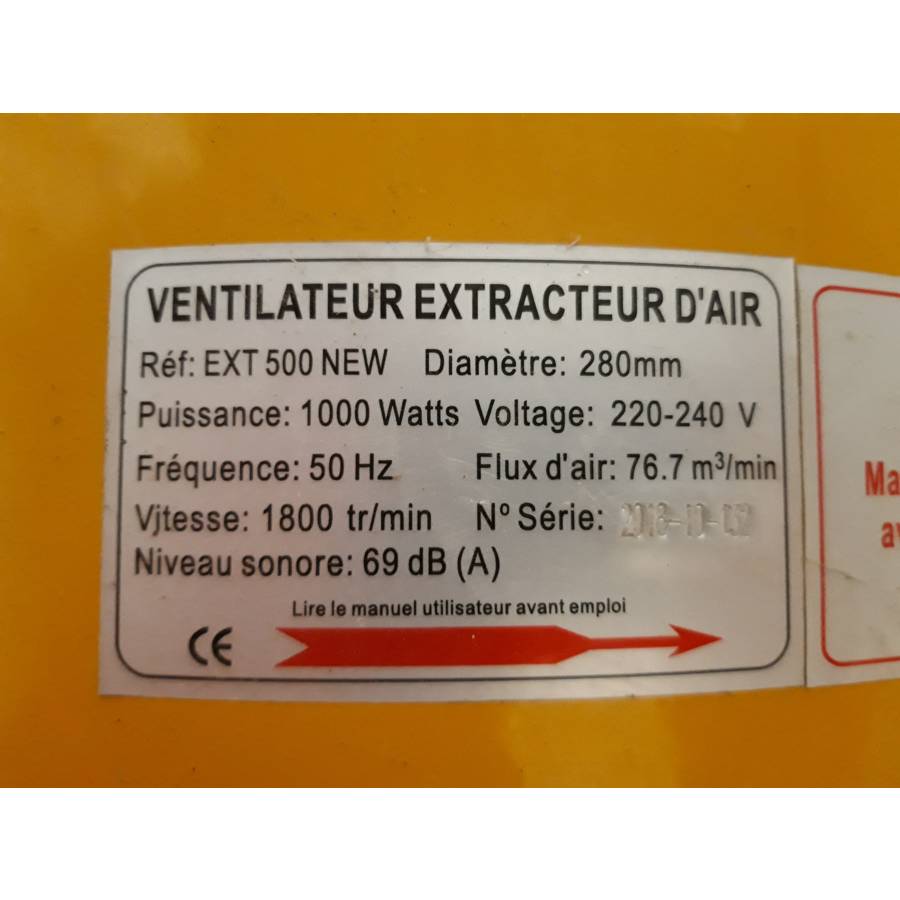 VENTILATEUR EXTRACTEUR D'AIR
Réf: EXT 500 NEW Diamètre: 280mm
Puissance: 1000 Watts Voltage: 220-240 V
Fréquence: 50 Hz Flux d'air: 76.7 m³/min
Vjtesse: 1800 tr/min N° Série:
Niveau sonore: 69 dB (A)
Lire le manuel utilisateur avant emploi
CE
Ma